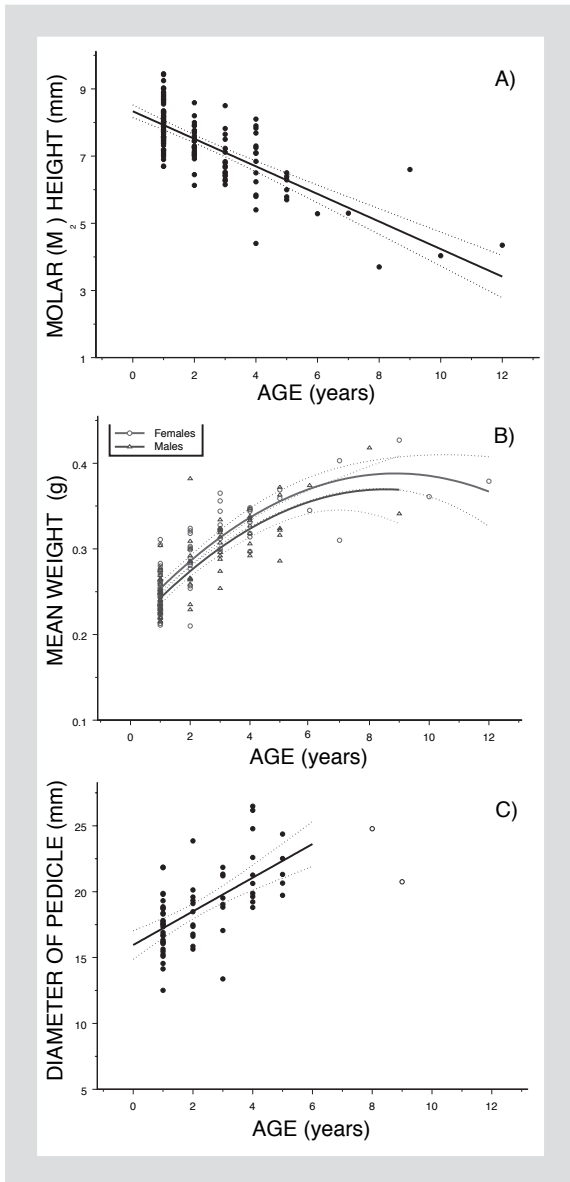 A)
MOLAR (M₂) HEIGHT (mm)
9
7
5
3
1
0 2 4 6 8 10 12
AGE (years)
B)
Females
Males
MEAN WEIGHT (g)
0.4
0.3
0.2
0.1
0 2 4 6 8 10 12
AGE (years)
C)
DIAMETER OF PEDICLE (mm)
25
20
15
10
5
0 2 4 6 8 10 12
AGE (years)